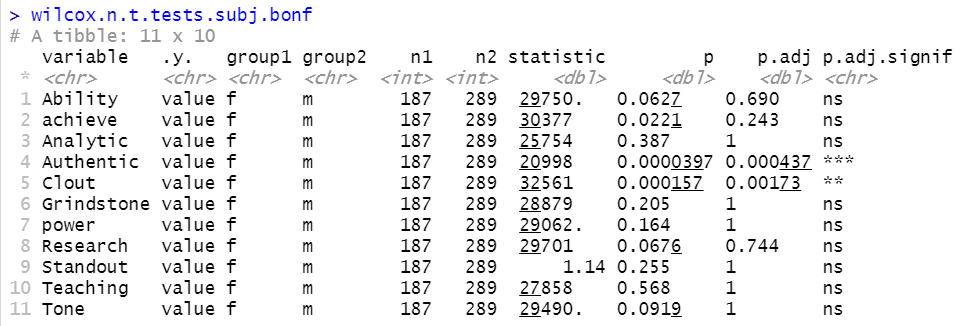 > wilcox.n.t.tests.subj.bonf
# A tibble: 11 x 10
   variable   .y.   group1 group2    n1    n2 statistic         p    p.adj p.adj.signif
 * <chr>      <chr> <chr>  <chr>  <int> <int>     <dbl>     <dbl>    <dbl> <chr>
 1 Ability    value f      m        187   289  29750.   0.0627    0.690    ns
 2 achieve    value f      m        187   289  30377    0.0221    0.243    ns
 3 Analytic   value f      m        187   289  25754    0.387     1        ns
 4 Authentic  value f      m        187   289  20998    0.0000397 0.000437 ***
 5 Clout      value f      m        187   289  32561    0.000157  0.00173  **
 6 Grindstone value f      m        187   289  28879    0.205     1        ns
 7 power      value f      m        187   289  29062.   0.164     1        ns
 8 Research   value f      m        187   289  29701    0.0676    0.744    ns
 9 Standout   value f      m        187   289      1.14 0.255     1        ns
10 Teaching   value f      m        187   289  27858    0.568     1        ns
11 Tone       value f      m        187   289  29490.   0.0919    1        ns